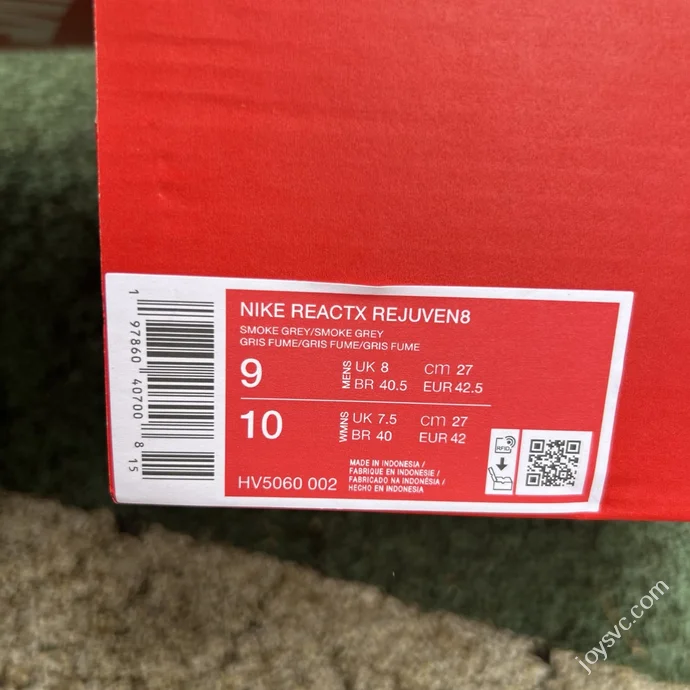 NIKE REACTX REJUVEN8
SMOKE GREY/SMOKE GREY
GRIS FUME/GRIS FUME/GRIS FUME
9 MENS UK 8 cm 27
BR 40.5 EUR 42.5
10 WMNS UK 7.5 cm 27
BR 40 EUR 42
HV5060 002
MADE IN INDONESIA /
FABRIQUE EN INDONESIE /
FABRICADO NA INDONÉSIA /
HECHO EN INDONESIA
RFID
1 97860 40700 8 15
joysvc.com